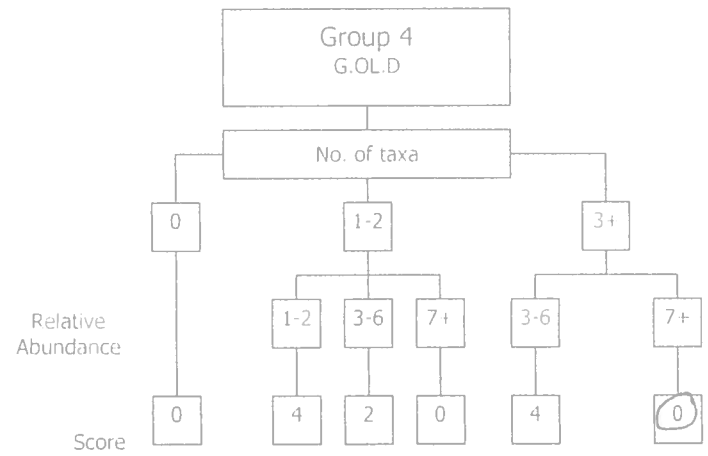 Group 4
G.OL.D
No. of taxa
0 1-2 3+
Relative
Abundance
1-2 3-6 7+ 3-6 7+
Score
0 4 2 0 4 0